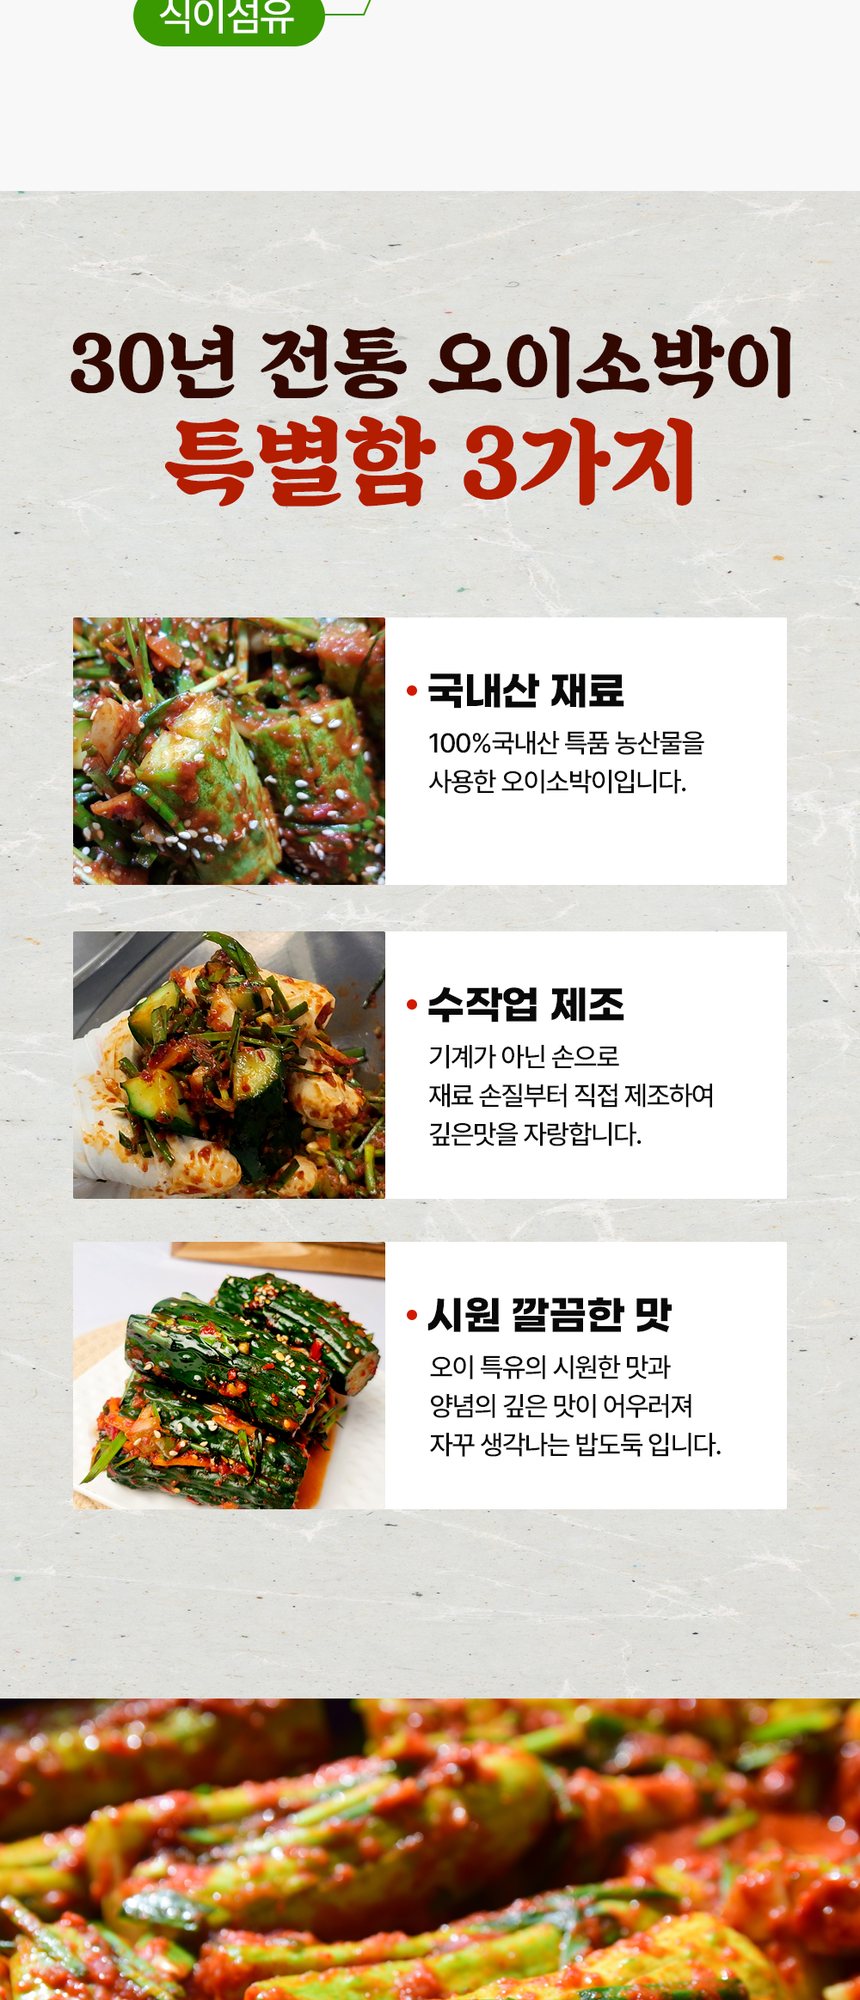 식이섬유
30년 전통 오이소박이
특별함 3가지
국내산 재료
100%국내산 특품 농산물을
사용한 오이소박이입니다.
수작업 제조
기계가 아닌 손으로
재료 손질부터 직접 제조하여
깊은맛을 자랑합니다.
시원 깔끔한 맛
오이 특유의 시원한 맛과
양념의 깊은 맛이 어우러져
자꾸 생각나는 밥도둑 입니다.